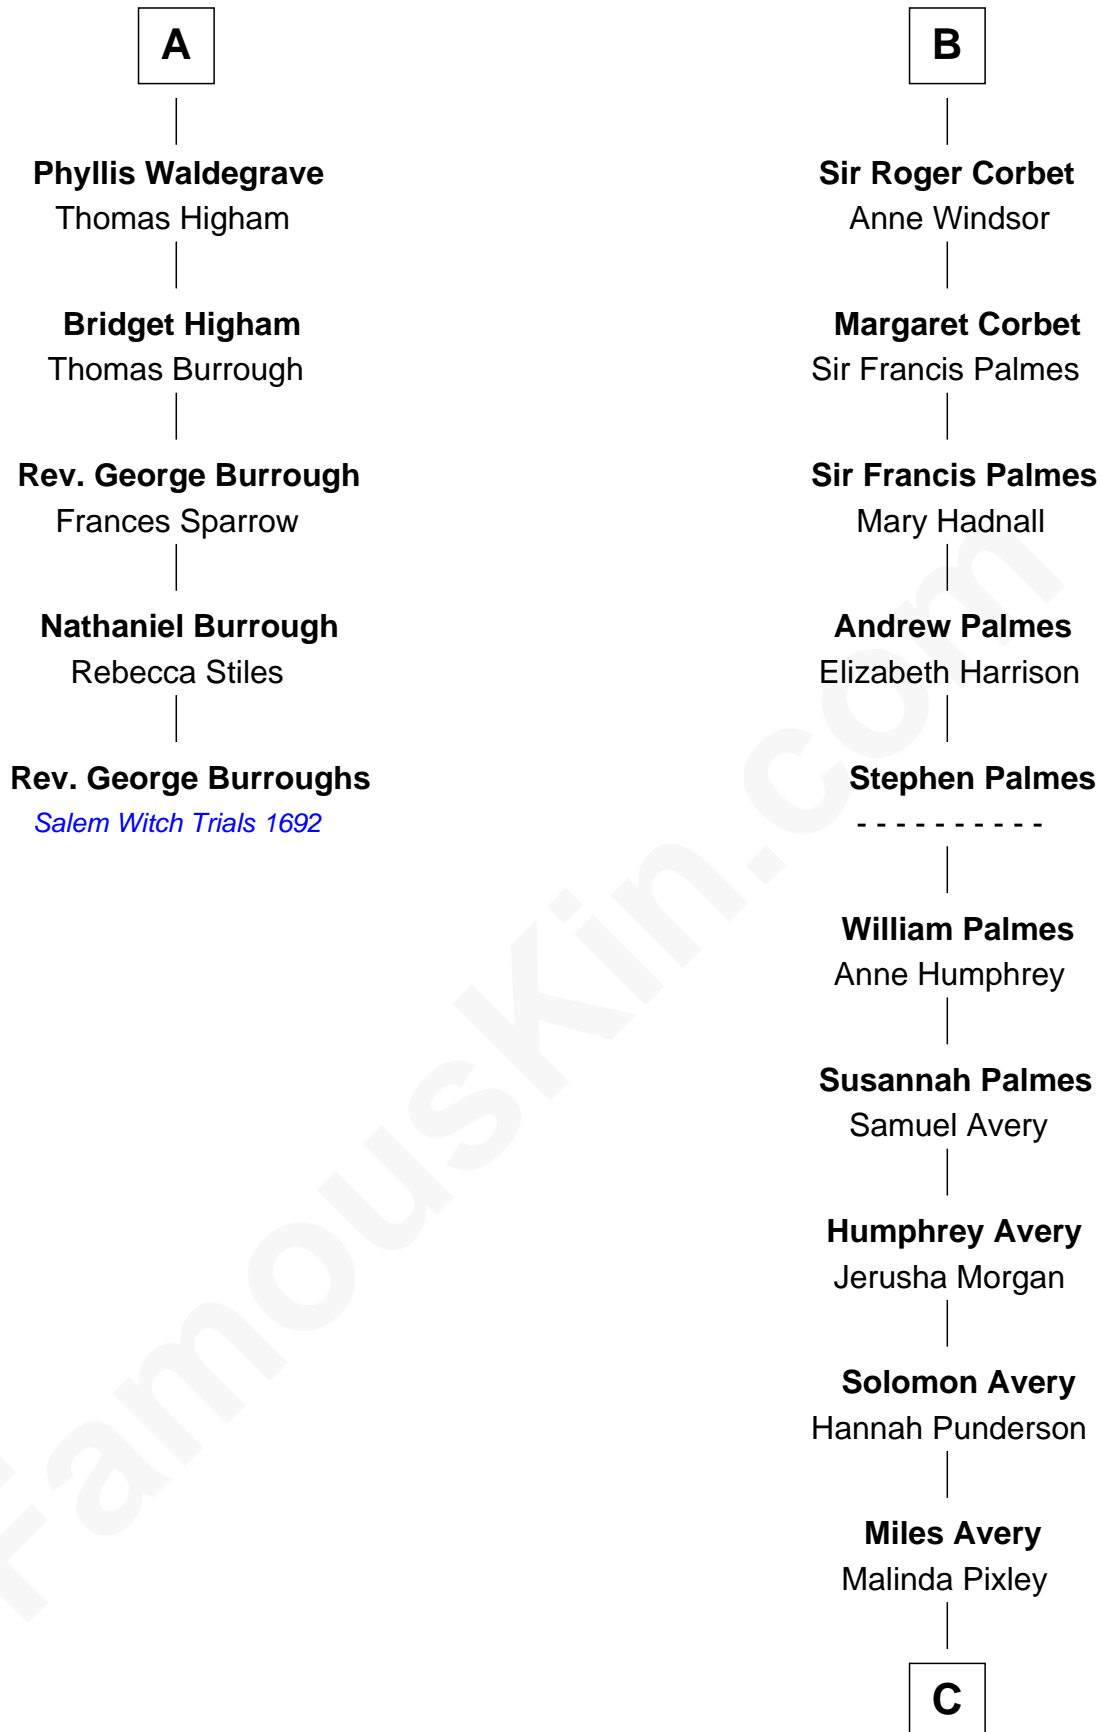 A
Phyllis Waldegrave
Thomas Higham
Bridget Higham
Thomas Burrough
Rev. George Burrough
Frances Sparrow
Nathaniel Burrough
Rebecca Stiles
Rev. George Burroughs
Salem Witch Trials 1692
B
Sir Roger Corbet
Anne Windsor
Margaret Corbet
Sir Francis Palmes
Sir Francis Palmes
Mary Hadnall
Andrew Palmes
Elizabeth Harrison
Stephen Palmes
- - - - - - - - - -
William Palmes
Anne Humphrey
Susannah Palmes
Samuel Avery
Humphrey Avery
Jerusha Morgan
Solomon Avery
Hannah Punderson
Miles Avery
Malinda Pixley
C
FamousKin.com